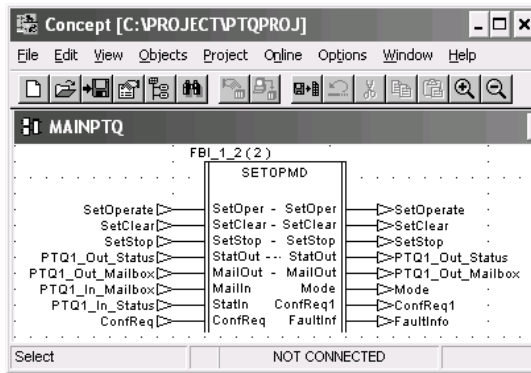 Concept [C:\PROJECT\PTQPROJ]
File Edit View Objects Project Online Options Window Help
MAINPTQ
FBI_1_2(2)
SETOPMD
SetOperate SetOper - SetOper SetOperate
SetClear SetClear - SetClear SetClear
SetStop SetStop - SetStop SetStop
PTQ1_Out_Status StatOut --- StatOut PTQ1_Out_Status
PTQ1_Out_Mailbox MailOut - MailOut PTQ1_Out_Mailbox
PTQ1_In_Mailbox MailIn Mode Mode
PTQ1_In_Status StatIn ConfReq1 ConfReq1
ConfReq ConfReq FaultInf FaultInfo
Select NOT CONNECTED